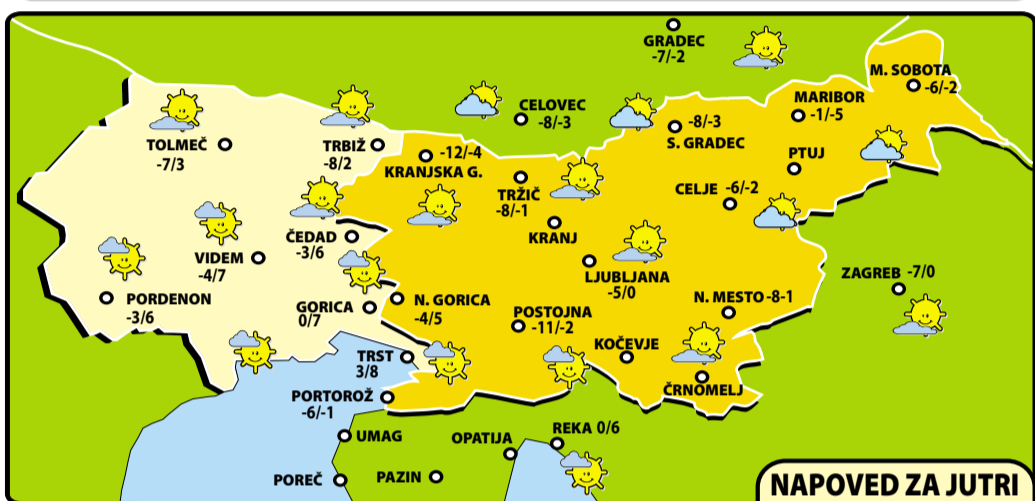 GRADEC
-7/-2
M. SOBOTA
-6/-2
MARIBOR
-1/-5
CELOVEC
-8/-3
-8/-3
S. GRADEC
TOLMEČ
-7/3
TRBIŽ
-8/2
-12/-4
KRANJSKA G.
PTUJ
TRŽIČ
-8/-1
CELJE -6/-2
KRANJ
ČEDAD
-3/6
VIDEM
-4/7
LJUBLJANA
-5/0
ZAGREB -7/0
PORDENON
-3/6
GORICA
0/7
N. GORICA
-4/5
N. MESTO -8-1
POSTOJNA
-11/-2
KOČEVJE
TRST
3/8
ČRNOMELJ
PORTOROŽ
-6/-1
UMAG
OPATIJA
REKA 0/6
POREČ
PAZIN
NAPOVED ZA JUTRI